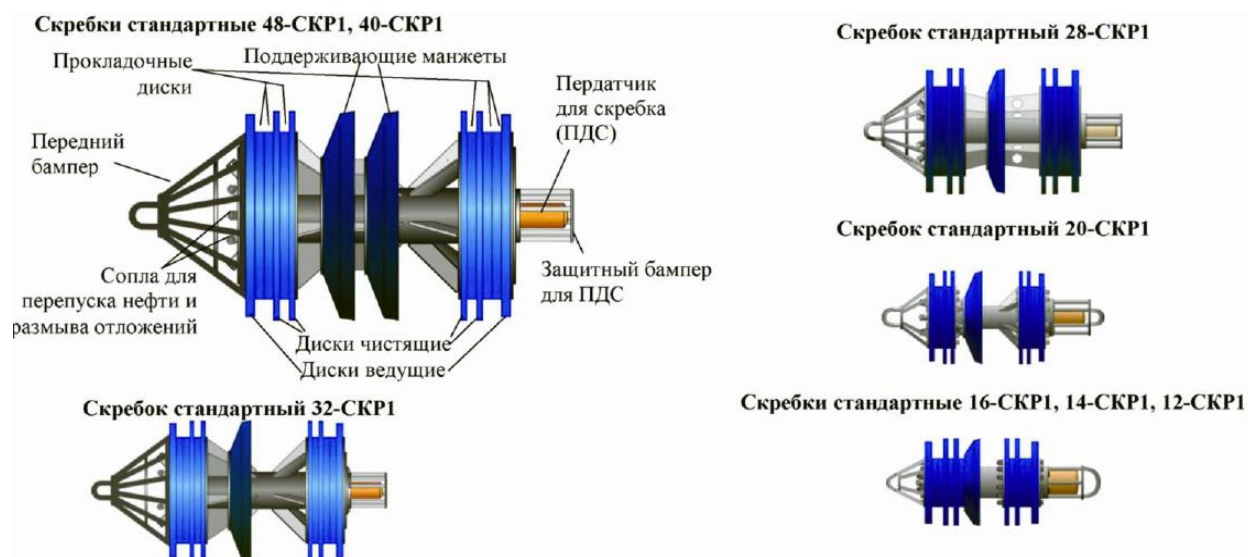 Скребки стандартные 48-СКР1, 40-СКР1
Прокладочные
диски
Поддерживающие манжеты
Пердатчик
для скребка
(ПДС)
Передний
бампер
Сопла для
перепуска нефти и
размыва отложений
Защитный бампер
для ПДС
Диски чистящие
Диски ведущие
Скребок стандартный 32-СКР1
Скребок стандартный 28-СКР1
Скребок стандартный 20-СКР1
Скребки стандартные 16-СКР1, 14-СКР1, 12-СКР1